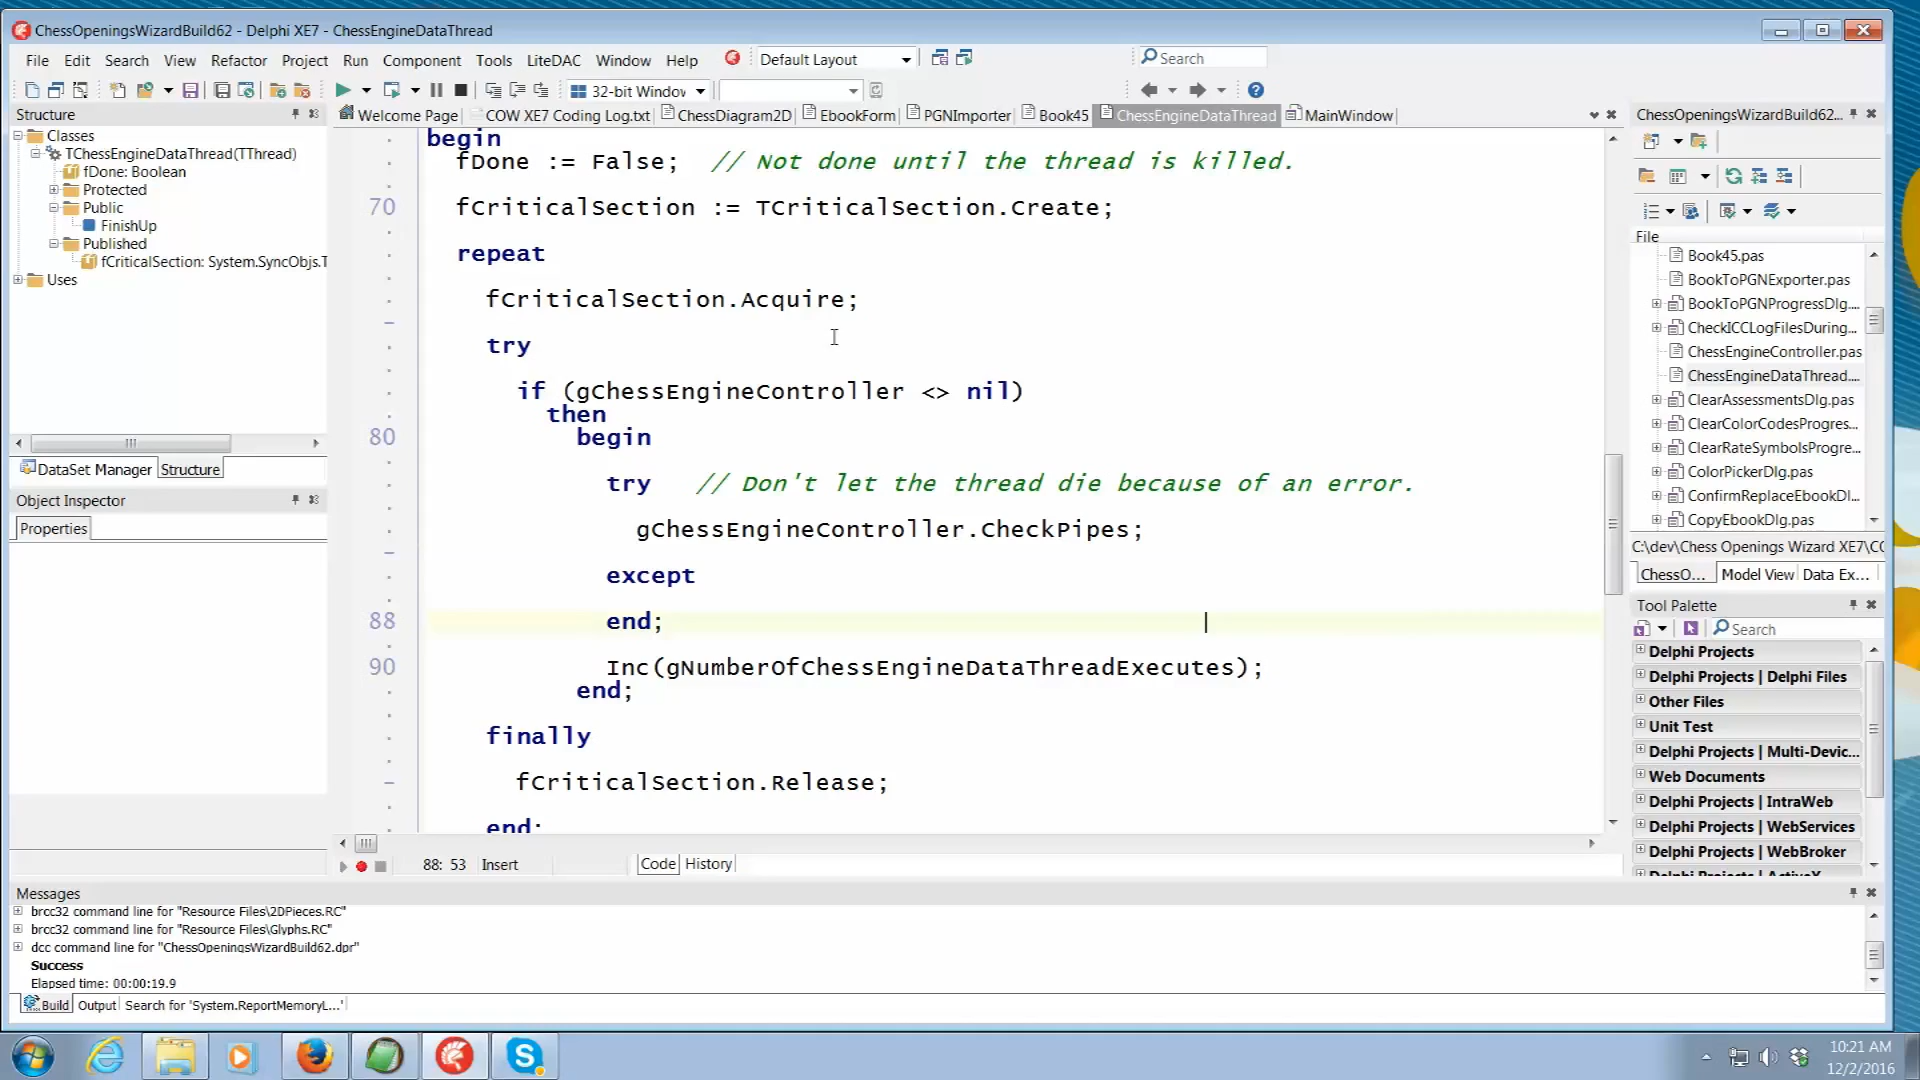 ChessOpeningsWizardBuild62 - Delphi XE7 - ChessEngineDataThread
File Edit Search View Refactor Project Run Component Tools LiteDAC Window Help
Default Layout
Search
32-bit Window
Structure
Classes
TChessEngineDataThread(TThread)
fDone: Boolean
Protected
Public
FinishUp
Published
fCriticalSection: System.SyncObjs.T
Uses
DataSet Manager Structure
Object Inspector
Properties
Welcome Page COW XE7 Coding Log.txt ChessDiagram2D EbookForm PGNImporter Book45 ChessEngineDataThread MainWindow
begin
fDone := False; // Not done until the thread is killed.
70 fCriticalSection := TCriticalSection.Create;
repeat
fCriticalSection.Acquire;
try
if (gChessEngineController <> nil)
then
80 begin
try // Don't let the thread die because of an error.
gChessEngineController.CheckPipes;
except
88 end;
90 Inc(gNumberOfChessEngineDataThreadExecutes);
end;
finally
fCriticalSection.Release;
end;
88: 53 Insert
Code History
ChessOpeningsWizardBuild62...
File
Book45.pas
BookToPGNExporter.pas
BookToPGNProgressDlg....
CheckICCLogFilesDuring...
ChessEngineController.pas
ChessEngineDataThread....
ClearAssessmentsDlg.pas
ClearColorCodesProgres...
ClearRateSymbolsProgre...
ColorPickerDlg.pas
ConfirmReplaceEbookDl...
CopyEbookDlg.pas
C:\dev\Chess Openings Wizard XE7\CO
ChessO... Model View Data Ex...
Tool Palette
Search
Delphi Projects
Delphi Projects | Delphi Files
Other Files
Unit Test
Delphi Projects | Multi-Devic...
Web Documents
Delphi Projects | IntraWeb
Delphi Projects | WebServices
Delphi Projects | WebBroker
Delphi Projects | ActiveX
Messages
brcc32 command line for "Resource Files\2DPieces.RC"
brcc32 command line for "Resource Files\Glyphs.RC"
dcc command line for "ChessOpeningsWizardBuild62.dpr"
Success
Elapsed time: 00:00:19.9
Build Output Search for 'System.ReportMemoryL...'
10:21 AM
12/2/2016